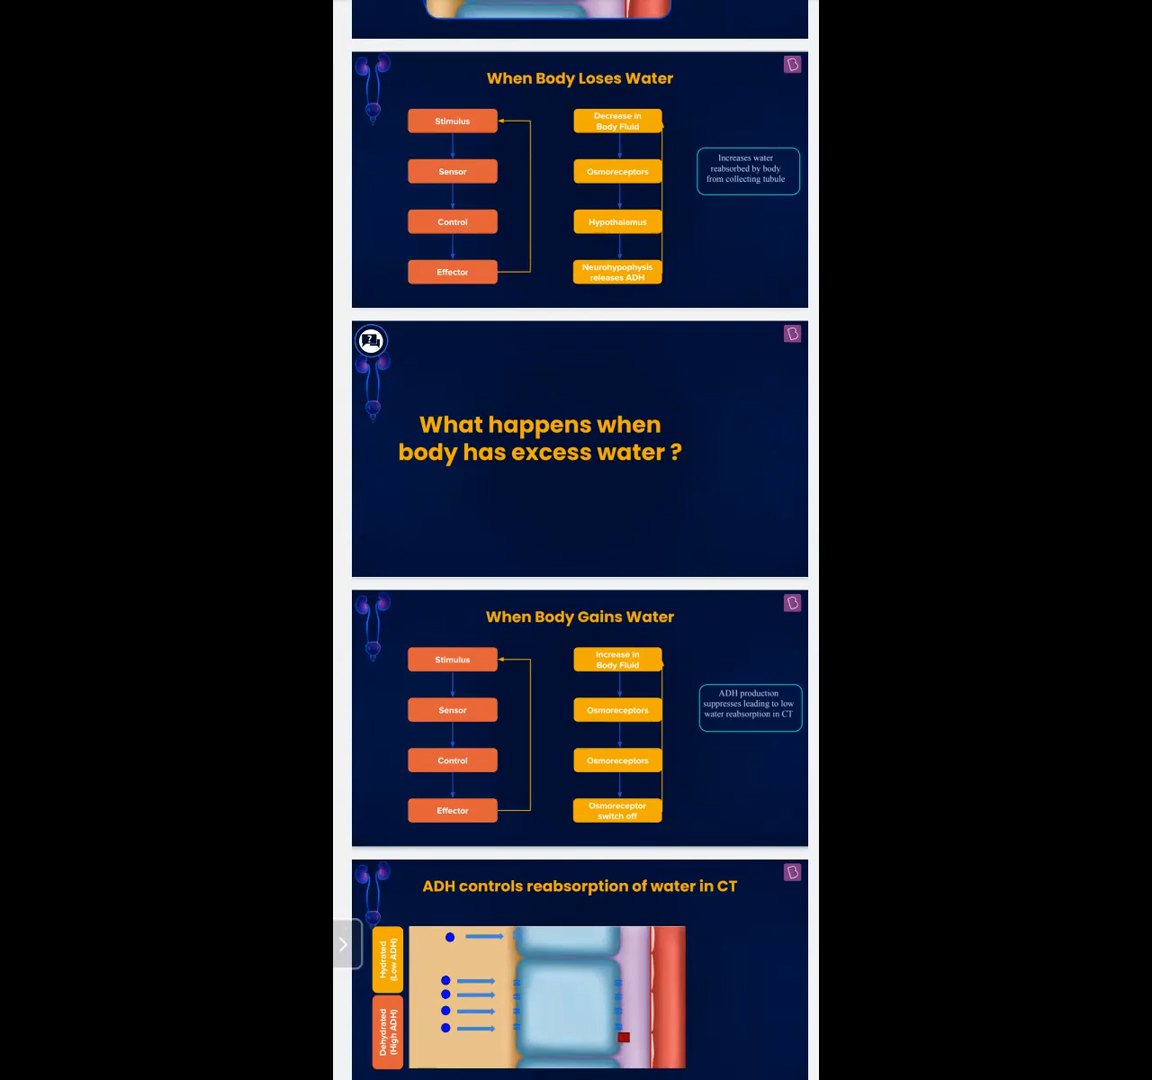 When Body Loses Water
Stimulus
Sensor
Control
Effector
Decrease in
Body Fluid
Osmoreceptors
Hypothalamus
Neurohypophysis
releases ADH
Increases water
reabsorbed by body
from collecting tubule
What happens when
body has excess water ?
When Body Gains Water
Stimulus
Sensor
Control
Effector
Increase in
Body Fluid
Osmoreceptors
Osmoreceptors
Osmoreceptor
switch off
ADH production
suppresses leading to low
water reabsorption in CT
ADH controls reabsorption of water in CT
Hydrated
(Low ADH)
Dehydrated
(High ADH)